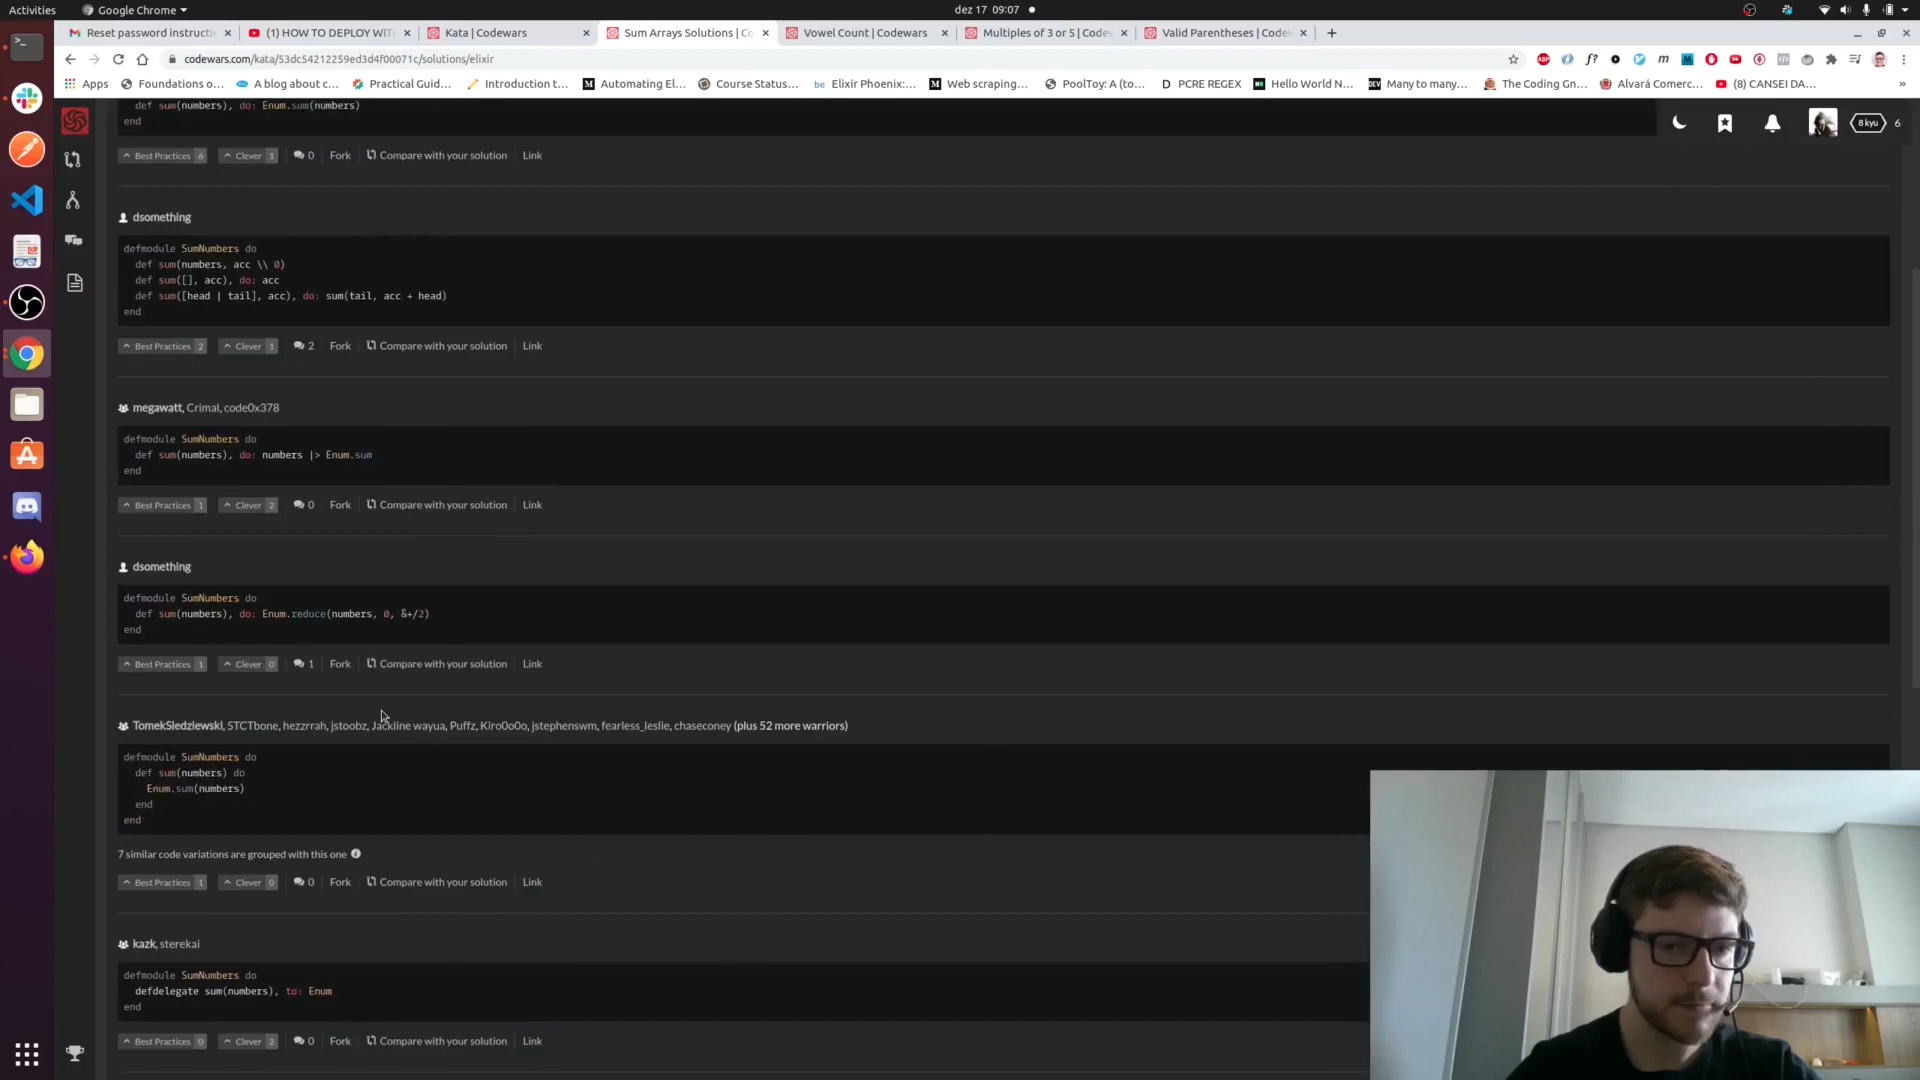 Activities
Google Chrome
dez 17 09:07
Reset password instructi
(1) HOW TO DEPLOY WIT
Kata | Codewars
Sum Arrays Solutions | Co
Vowel Count | Codewars
Multiples of 3 or 5 | Codew
Valid Parentheses | Codew
codewars.com/kata/53dc54212259ed3d4f00071c/solutions/elixir
Apps
Foundations o...
A blog about c...
Practical Guid...
Introduction t...
Automating El...
Course Status...
Elixir Phoenix:...
Web scraping...
PoolToy: A (to...
PCRE REGEX
Hello World N...
Many to many...
The Coding Gn...
Alvará Comerc...
(8) CANSEI DA...
def sum(numbers), do: Enum.sum(numbers)
end
8 kyu 6
Best Practices 6 Clever 1 0 Fork Compare with your solution Link
dsomething
defmodule SumNumbers do
def sum(numbers, acc \\ 0)
def sum([], acc), do: acc
def sum([head | tail], acc), do: sum(tail, acc + head)
end
Best Practices 2 Clever 1 2 Fork Compare with your solution Link
megawatt, Crimal, code0x378
defmodule SumNumbers do
def sum(numbers), do: numbers |> Enum.sum
end
Best Practices 1 Clever 2 0 Fork Compare with your solution Link
dsomething
defmodule SumNumbers do
def sum(numbers), do: Enum.reduce(numbers, 0, &+/2)
end
Best Practices 1 Clever 0 1 Fork Compare with your solution Link
TomekSledziewski, STCTbone, hezzrrah, jstoobz, Jackline wayua, Puffz, Kiro0o0o, jstephenswm, fearless_leslie, chaseconey (plus 52 more warriors)
defmodule SumNumbers do
def sum(numbers) do
Enum.sum(numbers)
end
end
7 similar code variations are grouped with this one
Best Practices 1 Clever 0 0 Fork Compare with your solution Link
kazk, sterekai
defmodule SumNumbers do
defdelegate sum(numbers), to: Enum
end
Best Practices 0 Clever 2 0 Fork Compare with your solution Link